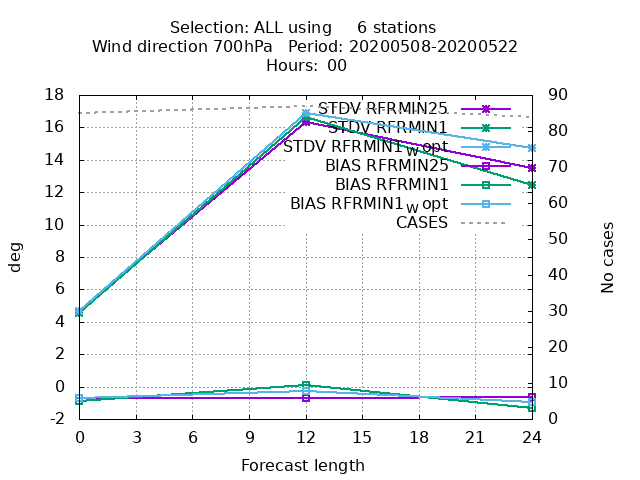 Selection: ALL using     6 stations
Wind direction 700hPa   Period: 20200508-20200522
Hours: 00
18 90
STDV RFRMIN25
16 80
STDV RFRMIN1
STDV RFRMIN1_W opt
14 70
BIAS RFRMIN25
12 60
BIAS RFRMIN1
BIAS RFRMIN1_W opt
10 50
CASES
8 40
deg
No cases
6 30
4 20
2
0 10
-2 0
0 3 6 9 12 15 18 21 24
Forecast length